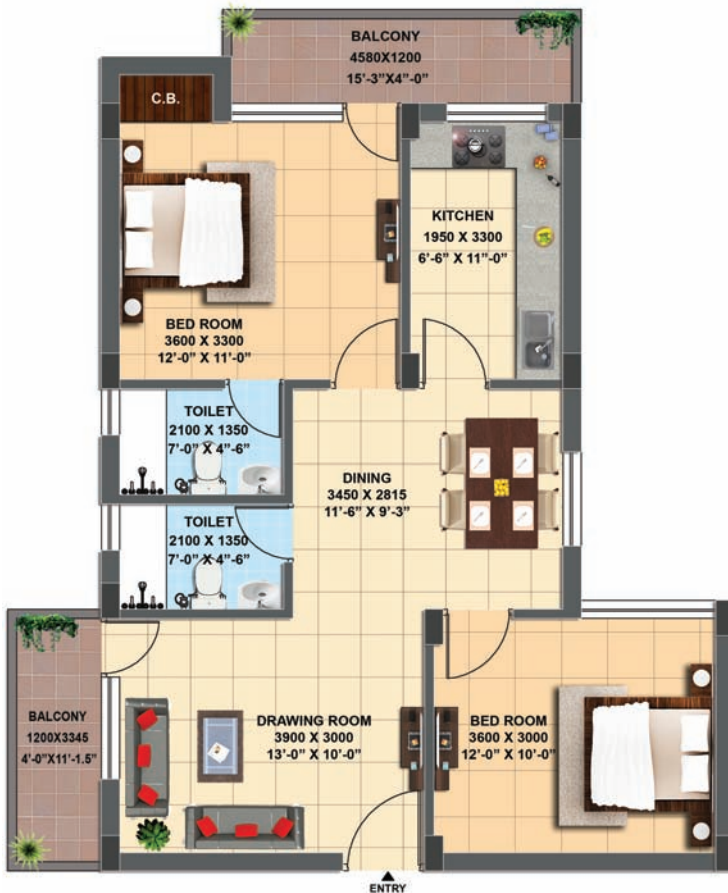 BALCONY
4580X1200
15'-3”X4”-0”
C.B.
KITCHEN
1950 X 3300
6'-6” X 11”-0”
BED ROOM
3600 X 3300
12'-0” X 11'-0”
TOILET
2100 X 1350
7'-0” X 4”-6”
DINING
3450 X 2815
11'-6” X 9'-3”
TOILET
2100 X 1350
7'-0” X 4”-6”
BALCONY
1200X3345
4'-0”X11'-1.5”
DRAWING ROOM
3900 X 3000
13'-0” X 10'-0”
BED ROOM
3600 X 3000
12'-0” X 10'-0”
ENTRY